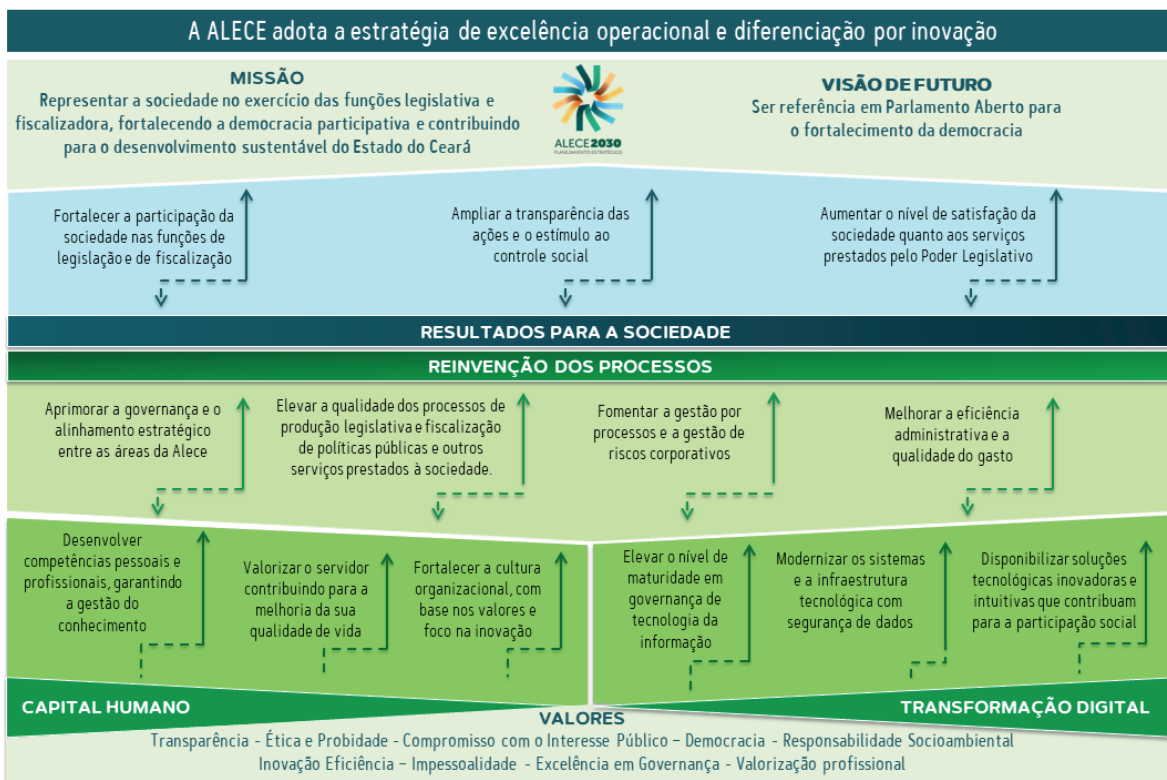 A ALECE adota a estratégia de excelência operacional e diferenciação por inovação
MISSÃO
Representar a sociedade no exercício das funções legislativa e
fiscalizadora, fortalecendo a democracia participativa e contribuindo
para o desenvolvimento sustentável do Estado do Ceará
ALECE2030
PLANEJAMENTO ESTRATÉGICO
VISÃO DE FUTURO
Ser referência em Parlamento Aberto para
o fortalecimento da democracia
Fortalecer a participação da
sociedade nas funções de
legislação e de fiscalização
Ampliar a transparência das
ações e o estímulo ao
controle social
Aumentar o nível de satisfação da
sociedade quanto aos serviços
prestados pelo Poder Legislativo
RESULTADOS PARA A SOCIEDADE
REINVENÇÃO DOS PROCESSOS
Aprimorar a governança e o
alinhamento estratégico
entre as áreas da Alece
Elevar a qualidade dos processos de
produção legislativa e fiscalização
de políticas públicas e outros
serviços prestados à sociedade.
Fomentar a gestão por
processos e a gestão de
riscos corporativos
Melhorar a eficiência
administrativa e a
qualidade do gasto
Desenvolver
competências pessoais e
profissionais, garantindo
a gestão do
conhecimento
Valorizar o servidor
contribuindo para a
melhoria da sua
qualidade de vida
Fortalecer a cultura
organizacional, com
base nos valores e
foco na inovação
Elevar o nível de
maturidade em
governança de
tecnologia da
informação
Modernizar os sistemas
e a infraestrutura
tecnológica com
segurança de dados
Disponibilizar soluções
tecnológicas inovadoras e
intuitivas que contribuam
para a participação social
CAPITAL HUMANO
TRANSFORMAÇÃO DIGITAL
VALORES
Transparência - Ética e Probidade - Compromisso com o Interesse Público – Democracia - Responsabilidade Socioambiental
Inovação Eficiência – Impessoalidade - Excelência em Governança - Valorização profissional